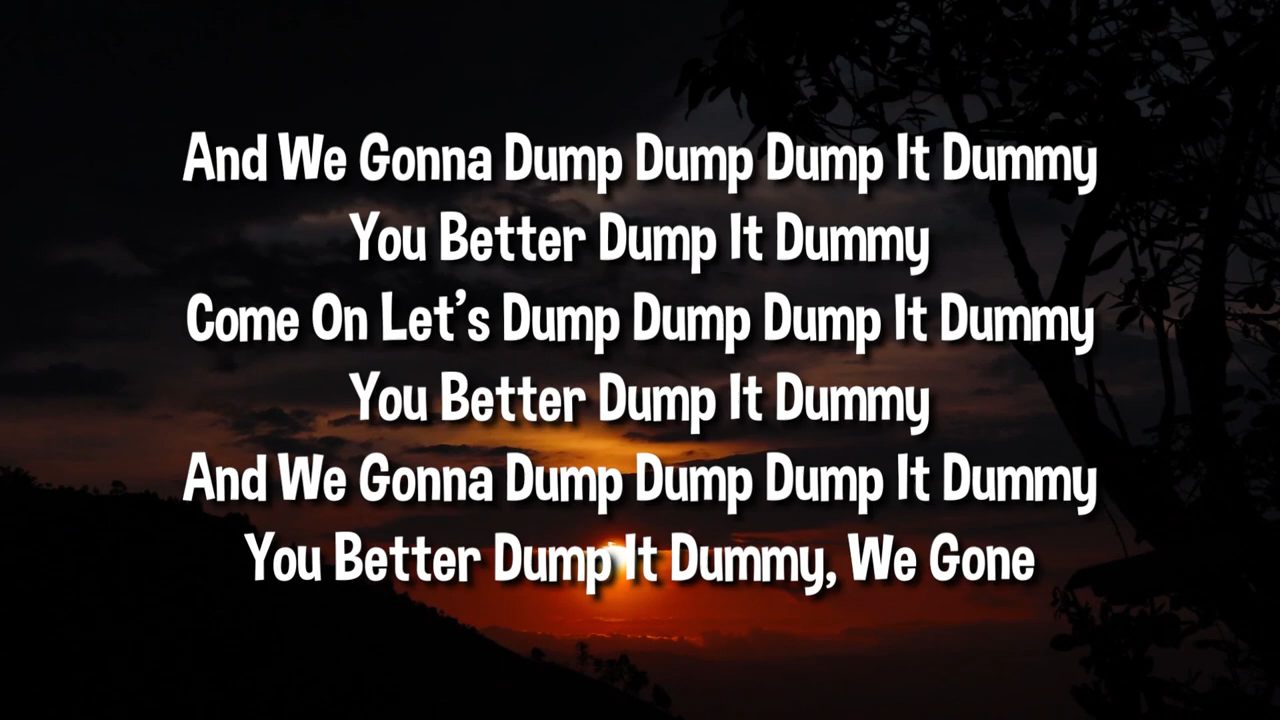 And We Gonna Dump Dump Dump It Dummy
You Better Dump It Dummy
Come On Let's Dump Dump Dump It Dummy
You Better Dump It Dummy
And We Gonna Dump Dump Dump It Dummy
You Better Dump It Dummy, We Gone